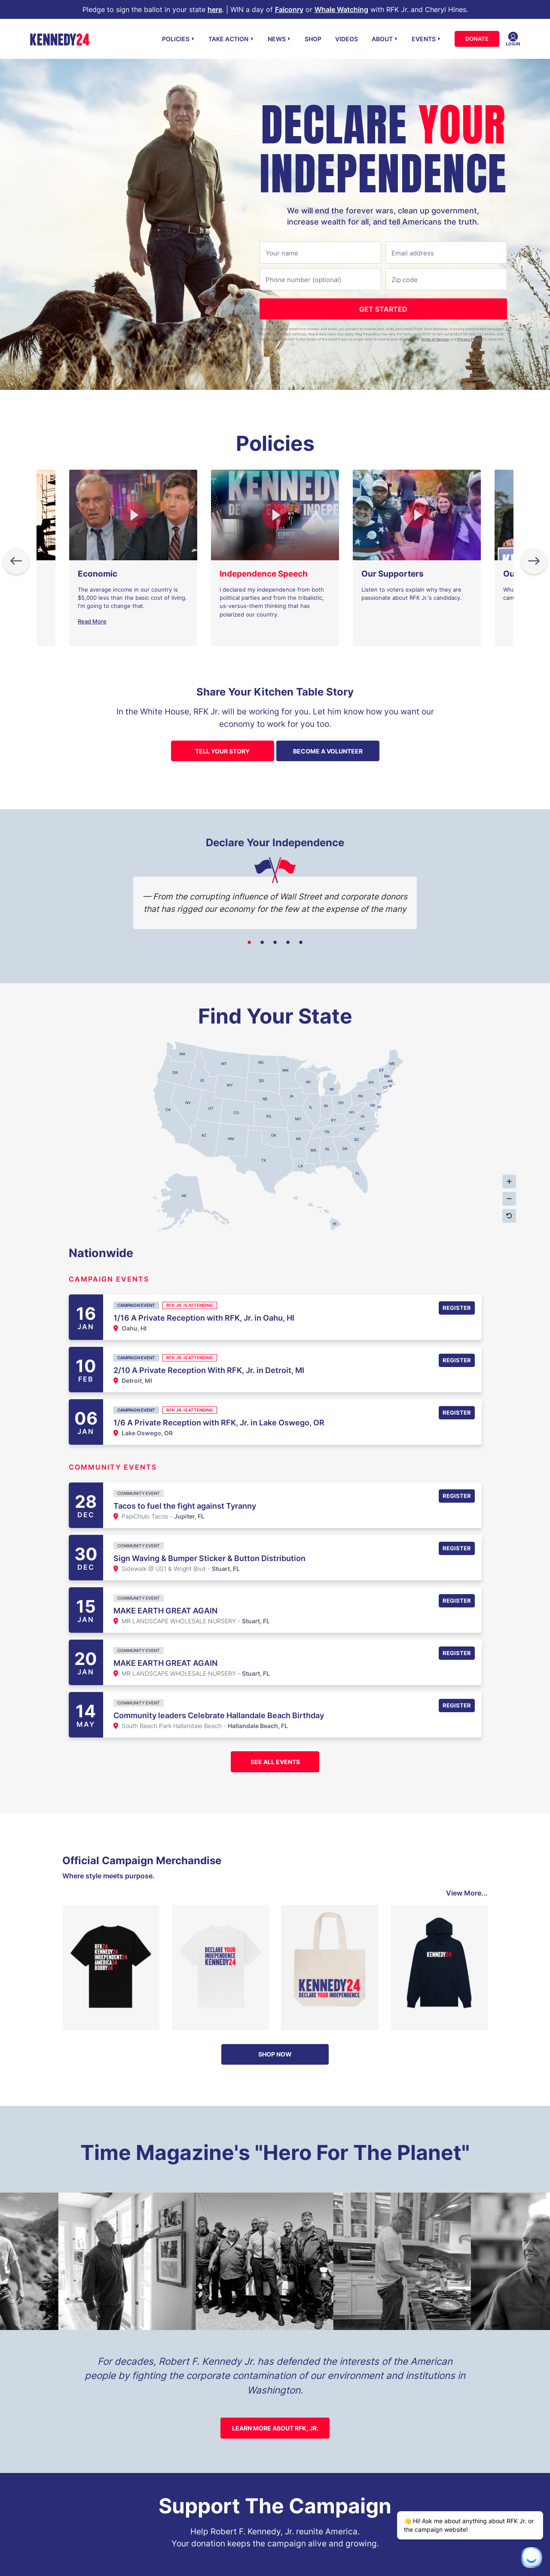 Pledge to sign the ballot in your state here. | WIN a day of Falconry or Whale Watching with RFK Jr. and Cheryl Hines.
KENNEDY24
POLICIES TAKE ACTION NEWS SHOP VIDEOS ABOUT EVENTS DONATE LOGIN
DECLARE YOUR
INDEPENDENCE
We will end the forever wars, clean up government,
increase wealth for all, and tell Americans the truth.
Your name Email address
Phone number (optional) Zip code
GET STARTED
Terms of Service
Policies
Economic
The average income in our country is
$5,000 less than the basic cost of living.
I'm going to change that.
Read More
KENNEDY
Independence Speech
I declared my independence from both
political parties and from the tribalistic,
us-versus-them thinking that has
polarized our country.
Our Supporters
Listen to voters explain why they are
passionate about RFK Jr.'s candidacy.
Ou
Wha
cam
Share Your Kitchen Table Story
In the White House, RFK Jr. will be working for you. Let him know how you want our
economy to work for you too.
TELL YOUR STORY BECOME A VOLUNTEER
Declare Your Independence
— From the corrupting influence of Wall Street and corporate donors
that has rigged our economy for the few at the expense of the many
Find Your State
WA MT ND MN ME
OR ID WY SD WI MI NY VT
NV UT CO NE IA IL IN OH PA
CA KS MO KY WV
AZ NM OK AR TN NC SC
TX LA MS AL GA
FL
AK HI
+
−
Nationwide
CAMPAIGN EVENTS
16 JAN
CAMPAIGN EVENT RFK JR. IS ATTENDING
1/16 A Private Reception with RFK, Jr. in Oahu, HI
Oahu, HI
REGISTER
10 FEB
CAMPAIGN EVENT RFK JR. IS ATTENDING
2/10 A Private Reception With RFK, Jr. in Detroit, MI
Detroit, MI
REGISTER
06 JAN
CAMPAIGN EVENT RFK JR. IS ATTENDING
1/6 A Private Reception with RFK, Jr in Lake Oswego, OR
Lake Oswego, OR
REGISTER
COMMUNITY EVENTS
28 DEC
COMMUNITY EVENT
Tacos to fuel the fight against Tyranny
PapiChulo Tacos - Jupiter, FL
REGISTER
30 DEC
COMMUNITY EVENT
Sign Waving & Bumper Sticker & Button Distribution
Sidewalk @ US1 & Wright Blvd - Stuart, FL
REGISTER
15 JAN
COMMUNITY EVENT
MAKE EARTH GREAT AGAIN
MR LANDSCAPE WHOLESALE NURSERY - Stuart, FL
REGISTER
20 JAN
COMMUNITY EVENT
MAKE EARTH GREAT AGAIN
MR LANDSCAPE WHOLESALE NURSERY - Stuart, FL
REGISTER
14 MAY
COMMUNITY EVENT
Community leaders Celebrate Hallandale Beach Birthday
South Beach Park Hallandale Beach - Hallandale Beach, FL
REGISTER
SEE ALL EVENTS
Official Campaign Merchandise
Where style meets purpose.
View More...
RFK24
KENNEDY24
INDEPENDENT24
AMERICA24
BOBBY24
DECLARE YOUR
INDEPENDENCE
KENNEDY24
KENNEDY24
DECLARE YOUR INDEPENDENCE
KENNEDY24
SHOP NOW
Time Magazine's "Hero For The Planet"
For decades, Robert F. Kennedy Jr. has defended the interests of the American
people by fighting the corporate contamination of our environment and institutions in
Washington.
LEARN MORE ABOUT RFK, JR.
Support The Campaign
Help Robert F. Kennedy, Jr. reunite America.
Your donation keeps the campaign alive and growing.
👋 Hi! Ask me about anything about RFK Jr. or
the campaign website!